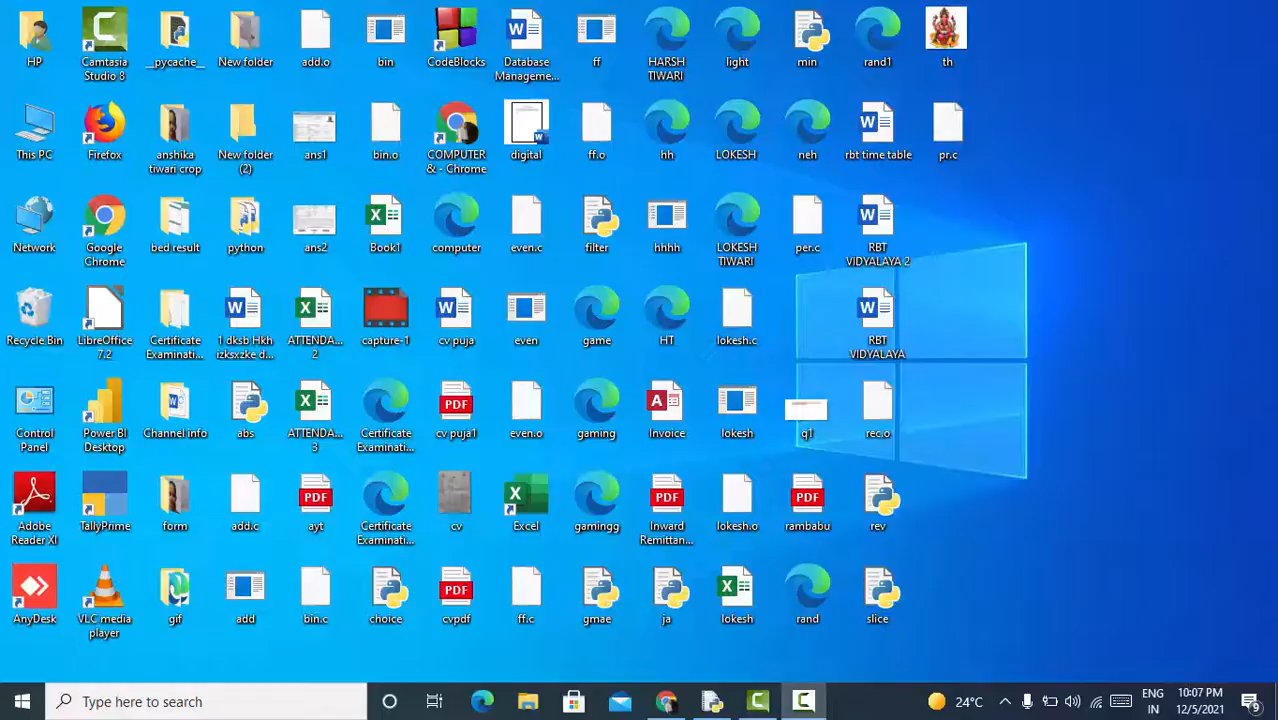 HP
Camtasia
Studio 8
__pycache__
New folder
add.o
bin
CodeBlocks
Database
Manageme...
ff
HARSH
TIWARI
light
min
rand1
th
This PC
Firefox
anshika
tiwari crop
New folder
(2)
ans1
bin.o
COMPUTER
& - Chrome
digital
ff.o
hh
LOKESH
neh
rbt time table
pr.c
Network
Google
Chrome
bed result
python
ans2
Book1
computer
even.c
filter
hhhh
LOKESH
TIWARI
per.c
RBT
VIDYALAYA 2
Recycle Bin
LibreOffice
7.2
Certificate
Examinati...
1 dksb Hkh
izksxzke d...
ATTENDA...
2
capture-1
cv puja
even
game
HT
lokesh.c
RBT
VIDYALAYA
Control
Panel
Power BI
Desktop
Channel info
abs
ATTENDA...
3
Certificate
Examinati...
PDF
cv puja1
even.o
gaming
Invoice
lokesh
q1
rec.o
Adobe
Reader XI
TallyPrime
form
add.c
PDF
ayt
Certificate
Examinati...
cv
Excel
gamingg
PDF
Inward
Remittan...
lokesh.o
PDF
rambabu
rev
AnyDesk
VLC media
player
gif
add
bin.c
choice
PDF
cvpdf
ff.c
gmae
ja
lokesh
rand
slice
Type here to search
24°C
ENG
IN
10:07 PM
12/5/2021
9